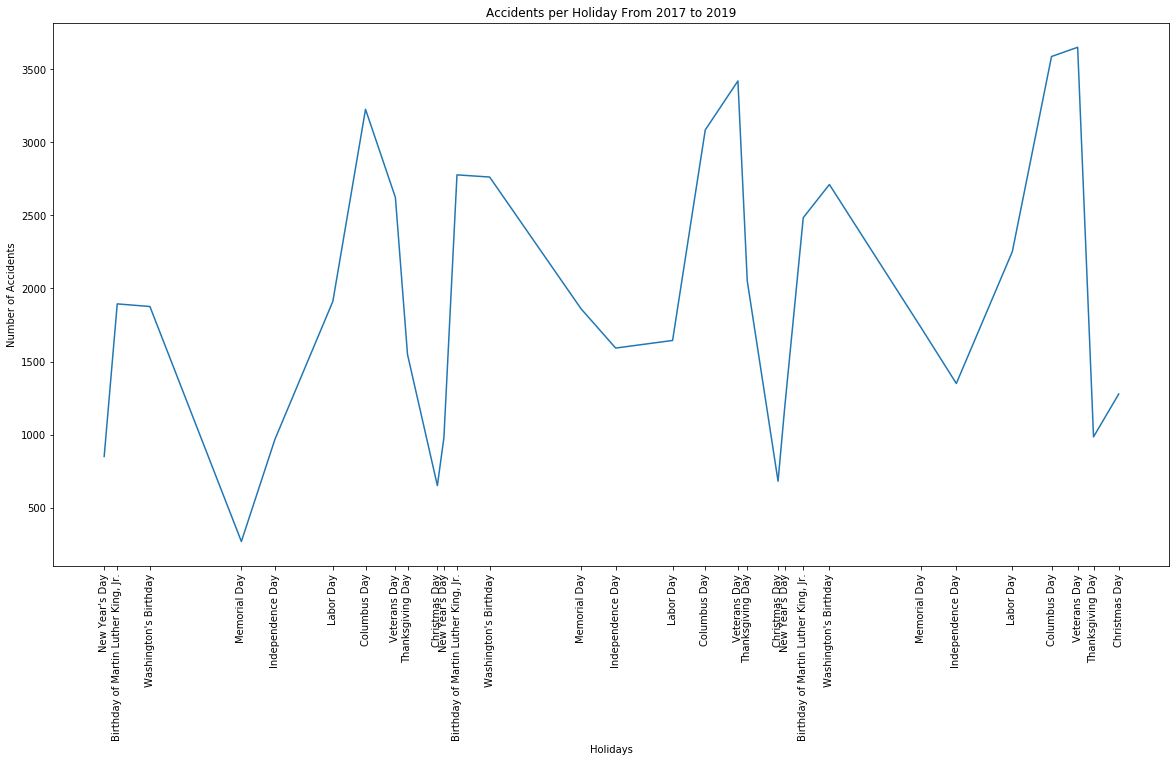 Accidents per Holiday From 2017 to 2019
Number of Accidents
3500
3000
2500
2000
1500
1000
500
New Year's Day
Birthday of Martin Luther King, Jr.
Washington's Birthday
Memorial Day
Independence Day
Labor Day
Columbus Day
Veterans Day
Thanksgiving Day
Christmas Day
New Year's Day
Birthday of Martin Luther King, Jr.
Washington's Birthday
Memorial Day
Independence Day
Labor Day
Columbus Day
Veterans Day
Thanksgiving Day
Christmas Day
New Year's Day
Birthday of Martin Luther King, Jr.
Washington's Birthday
Memorial Day
Independence Day
Labor Day
Columbus Day
Veterans Day
Thanksgiving Day
Christmas Day
Holidays